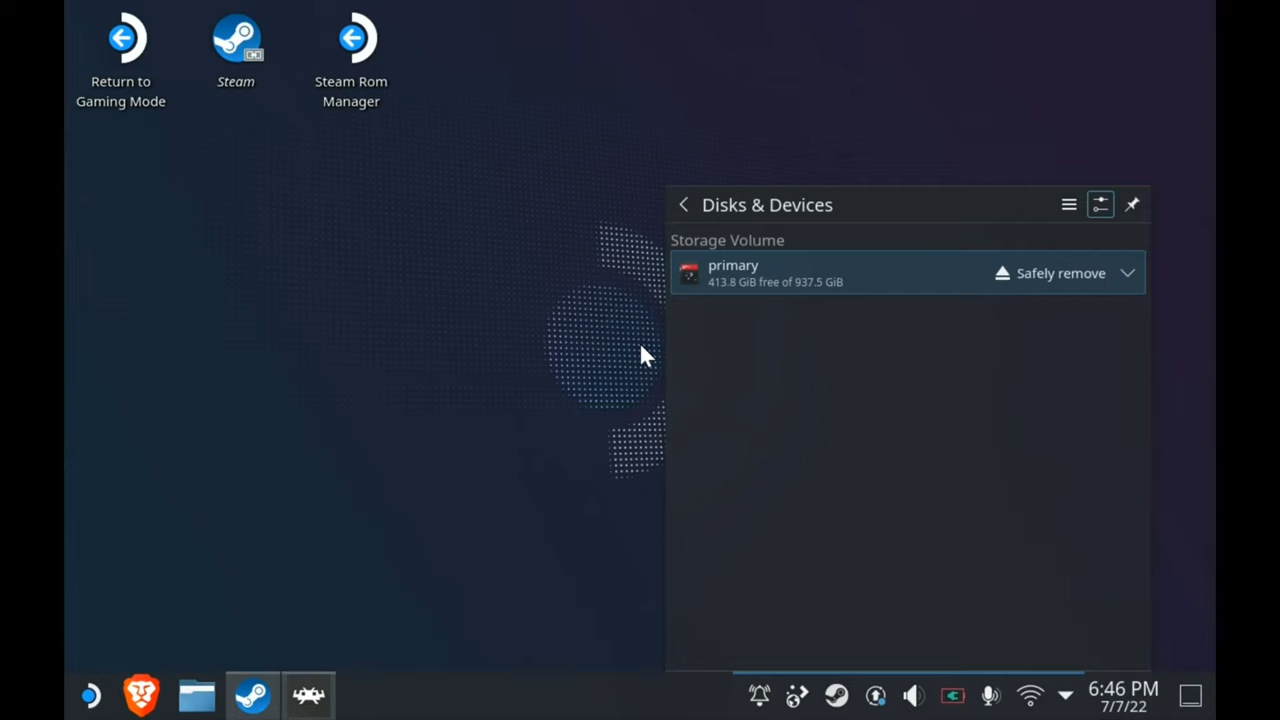 Return to
Gaming Mode
Steam
Steam Rom
Manager
Disks & Devices
Storage Volume
primary
413.8 GiB free of 937.5 GiB
Safely remove
6:46 PM
7/7/22